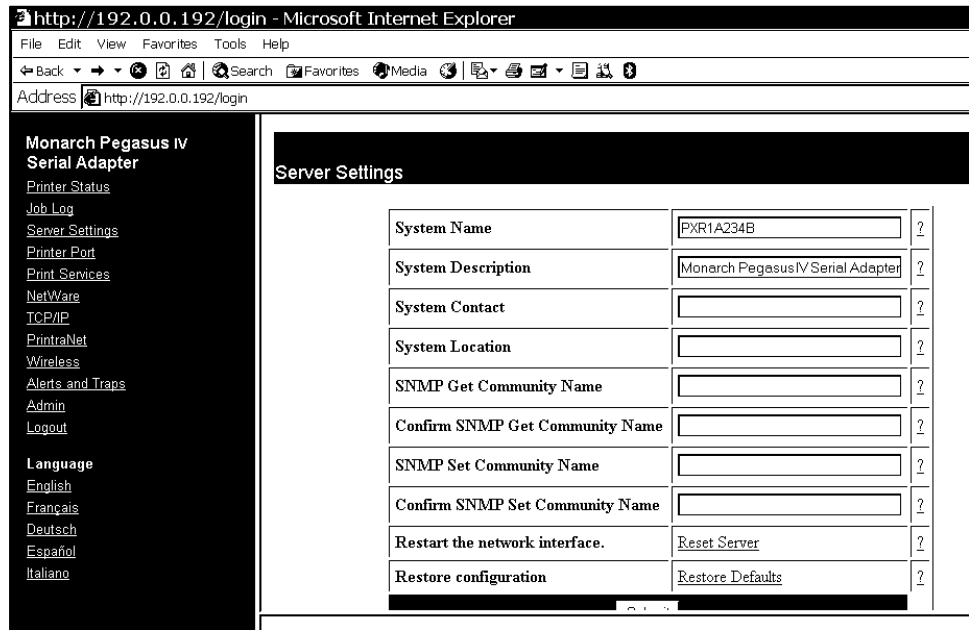 http://192.0.0.192/login - Microsoft Internet Explorer
File Edit View Favorites Tools Help
Back Search Favorites Media
Address http://192.0.0.192/login
Monarch Pegasus IV
Serial Adapter
Printer Status
Job Log
Server Settings
Printer Port
Print Services
NetWare
TCP/IP
PrintraNet
Wireless
Alerts and Traps
Admin
Logout
Language
English
Français
Deutsch
Español
Italiano
Server Settings
System Name PXR1A234B ?
System Description Monarch Pegasus IV Serial Adapter ?
System Contact ?
System Location ?
SNMP Get Community Name ?
Confirm SNMP Get Community Name ?
SNMP Set Community Name ?
Confirm SNMP Set Community Name ?
Restart the network interface. Reset Server ?
Restore configuration Restore Defaults ?